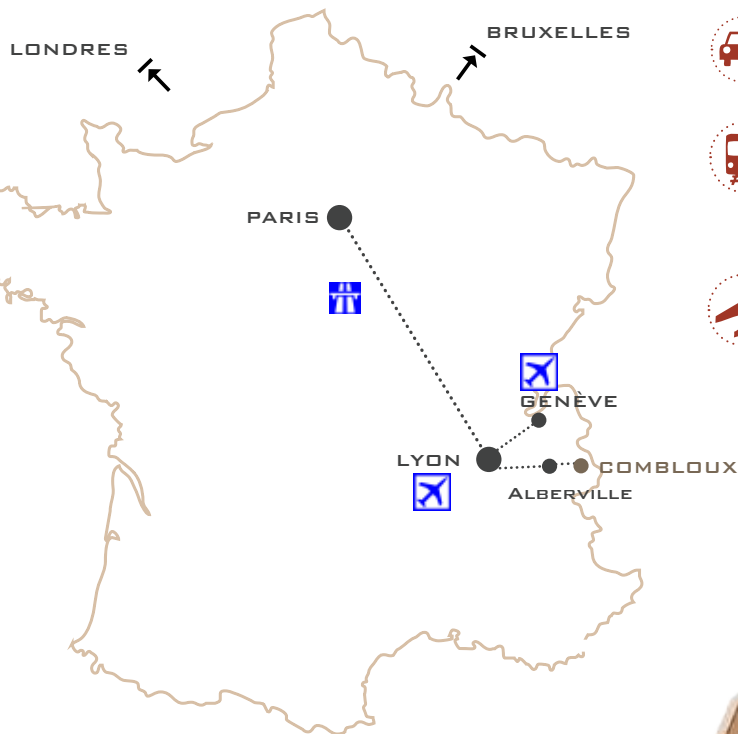 LONDRES
BRUXELLES
PARIS
GENÈVE
LYON
COMBLOUX
ALBERVILLE